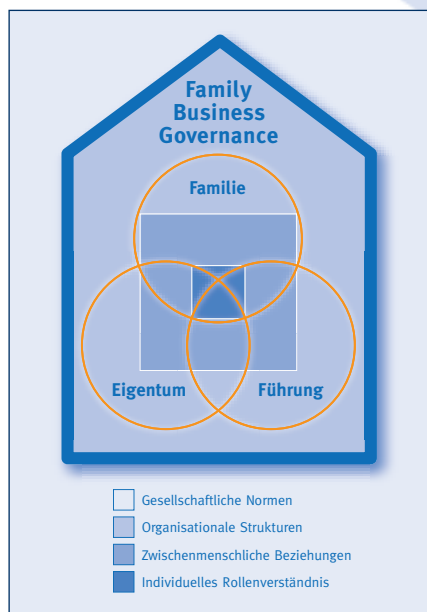 Family
Business
Governance
Familie
Eigentum
Führung
Gesellschaftliche Normen
Organisationale Strukturen
Zwischenmenschliche Beziehungen
Individuelles Rollenverständnis